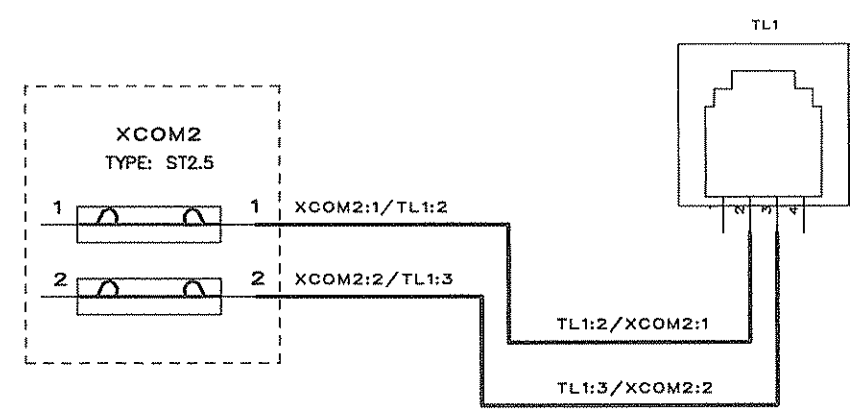 TL1
XCOM2
TYPE: ST2.5
1 1 XCOM2:1/TL1:2
1 2 3 4
2 2 XCOM2:2/TL1:3
TL1:2/XCOM2:1
TL1:3/XCOM2:2